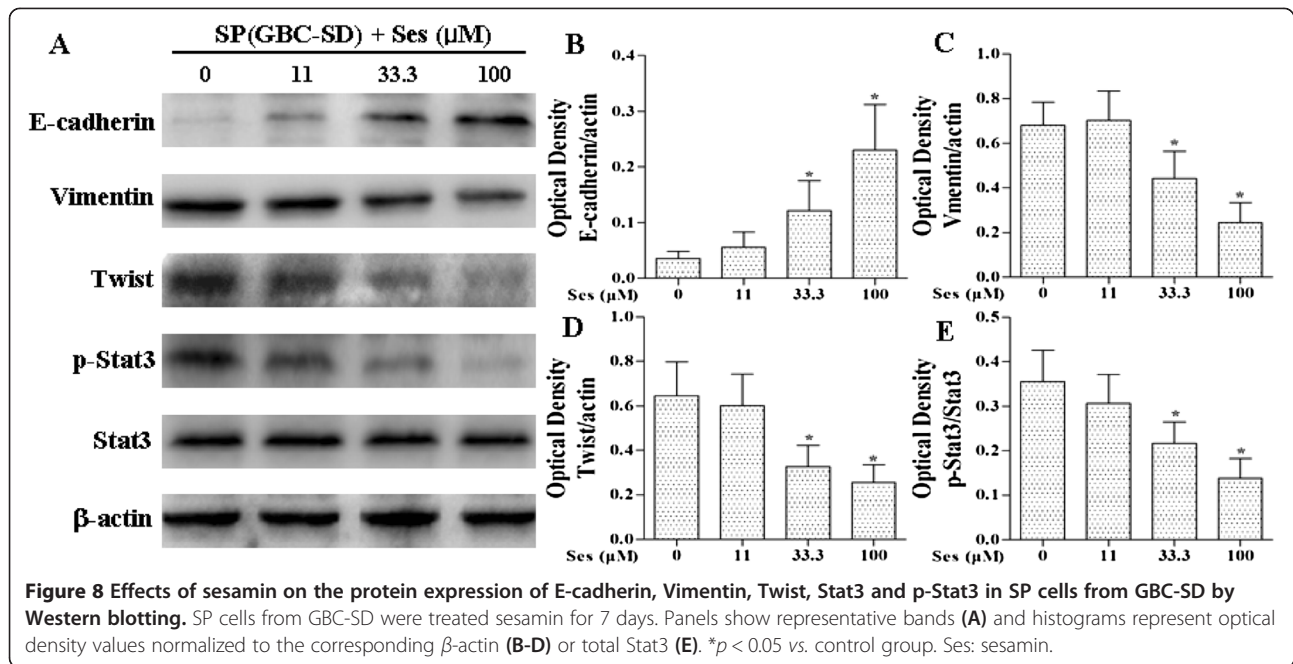 A
SP(GBC-SD) + Ses (μM)
0 11 33.3 100
E-cadherin
Vimentin
Twist
p-Stat3
Stat3
β-actin
B
Optical Density
E-cadherin/actin
0.4
0.3
0.2
0.1
0.0
* *
Ses (μM) 0 11 33.3 100
C
Optical Density
Vmentin/actin
1.0
0.8
0.6
0.4
0.2
0.0
* *
Ses (μM) 0 11 33.3 100
D
Optical Density
Twist/actin
1.0
0.8
0.6
0.4
0.2
0.0
* *
Ses (μM) 0 11 33.3 100
E
Optical Density
p-Stat3/Stat3
0.5
0.4
0.3
0.2
0.1
0.0
* *
Ses (μM) 0 11 33.3 100
Figure 8 Effects of sesamin on the protein expression of E-cadherin, Vimentin, Twist, Stat3 and p-Stat3 in SP cells from GBC-SD by
Western blotting. SP cells from GBC-SD were treated sesamin for 7 days. Panels show representative bands (A) and histograms represent optical
density values normalized to the corresponding β-actin (B-D) or total Stat3 (E). *p < 0.05 vs. control group. Ses: sesamin.